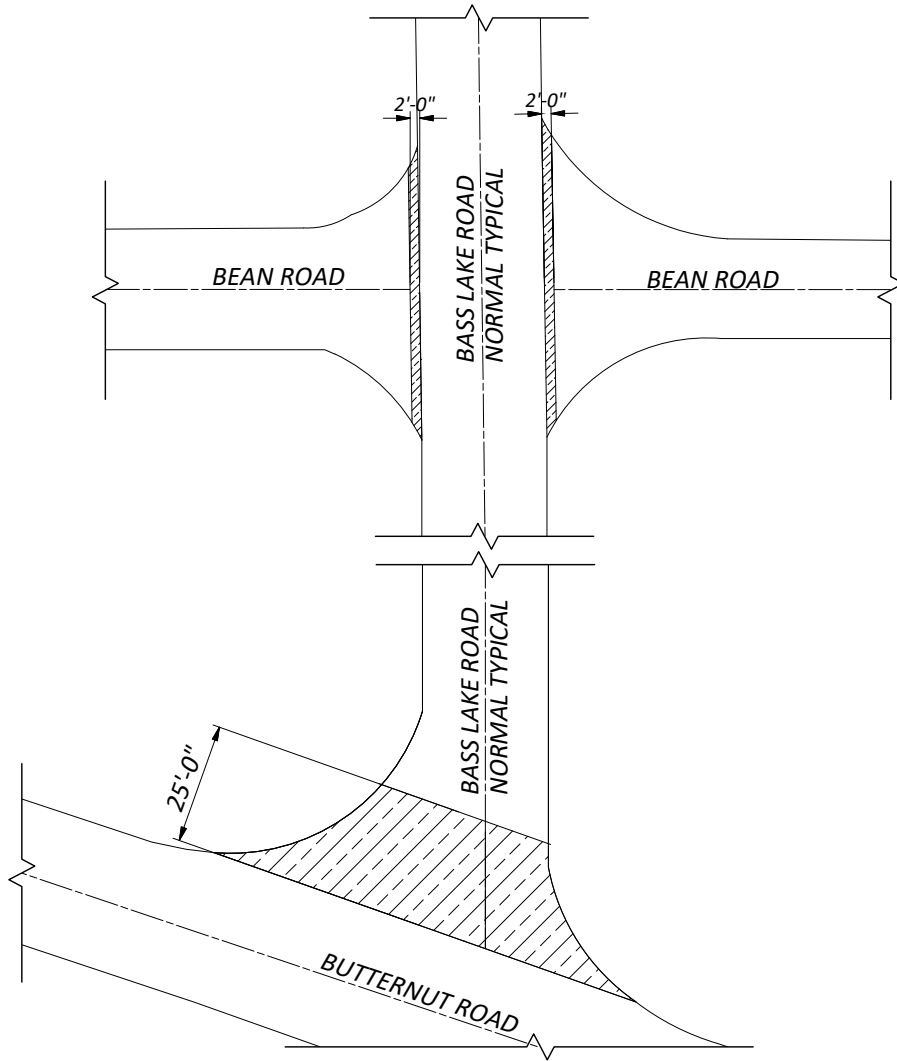 2'-0"
2'-0"
BEAN ROAD
BASS LAKE ROAD
NORMAL TYPICAL
BEAN ROAD
BASS LAKE ROAD
NORMAL TYPICAL
25'-0"
BUTTERNUT ROAD